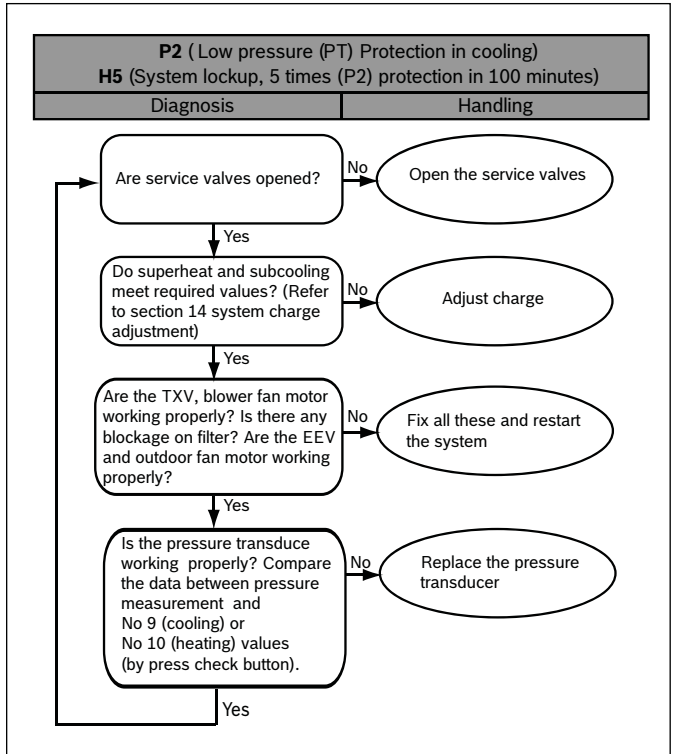 P2 ( Low pressure (PT) Protection in cooling)
H5 (System lockup, 5 times (P2) protection in 100 minutes)
Diagnosis
Handling
Are service valves opened?
No
Open the service valves
Yes
Do superheat and subcooling
meet required values? (Refer
to section 14 system charge
adjustment)
No
Adjust charge
Yes
Are the TXV, blower fan motor
working properly? Is there any
blockage on filter? Are the EEV
and outdoor fan motor working
properly?
No
Fix all these and restart
the system
Yes
Is the pressure transduce
working properly? Compare
the data between pressure
measurement and
No 9 (cooling) or
No 10 (heating) values
(by press check button).
No
Replace the pressure
transducer
Yes